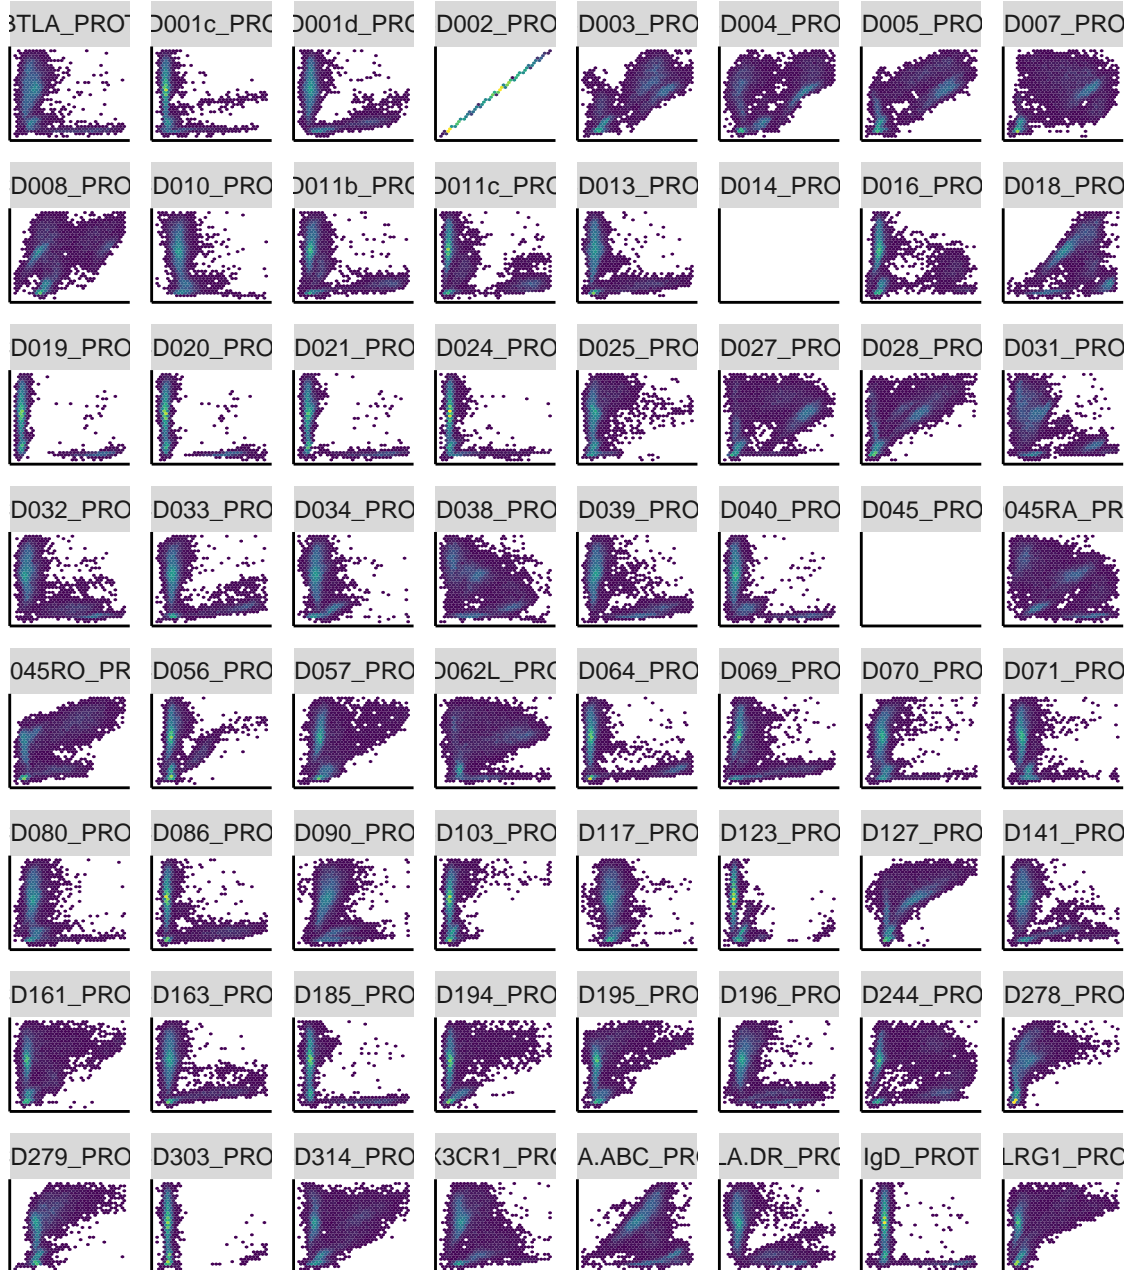 BTLA_PROT D001c_PRO D001d_PRO D002_PRO D003_PRO D004_PRO D005_PRO D007_PRO
D008_PRO D010_PRO D011b_PRO D011c_PRO D013_PRO D014_PRO D016_PRO D018_PRO
D019_PRO D020_PRO D021_PRO D024_PRO D025_PRO D027_PRO D028_PRO D031_PRO
D032_PRO D033_PRO D034_PRO D038_PRO D039_PRO D040_PRO D045_PRO 045RA_PR
045RO_PR D056_PRO D057_PRO D062L_PRO D064_PRO D069_PRO D070_PRO D071_PRO
D080_PRO D086_PRO D090_PRO D103_PRO D117_PRO D123_PRO D127_PRO D141_PRO
D161_PRO D163_PRO D185_PRO D194_PRO D195_PRO D196_PRO D244_PRO D278_PRO
D279_PRO D303_PRO D314_PRO X3CR1_PRO A.ABC_PR LA.DR_PRO IgD_PROT LRG1_PRO